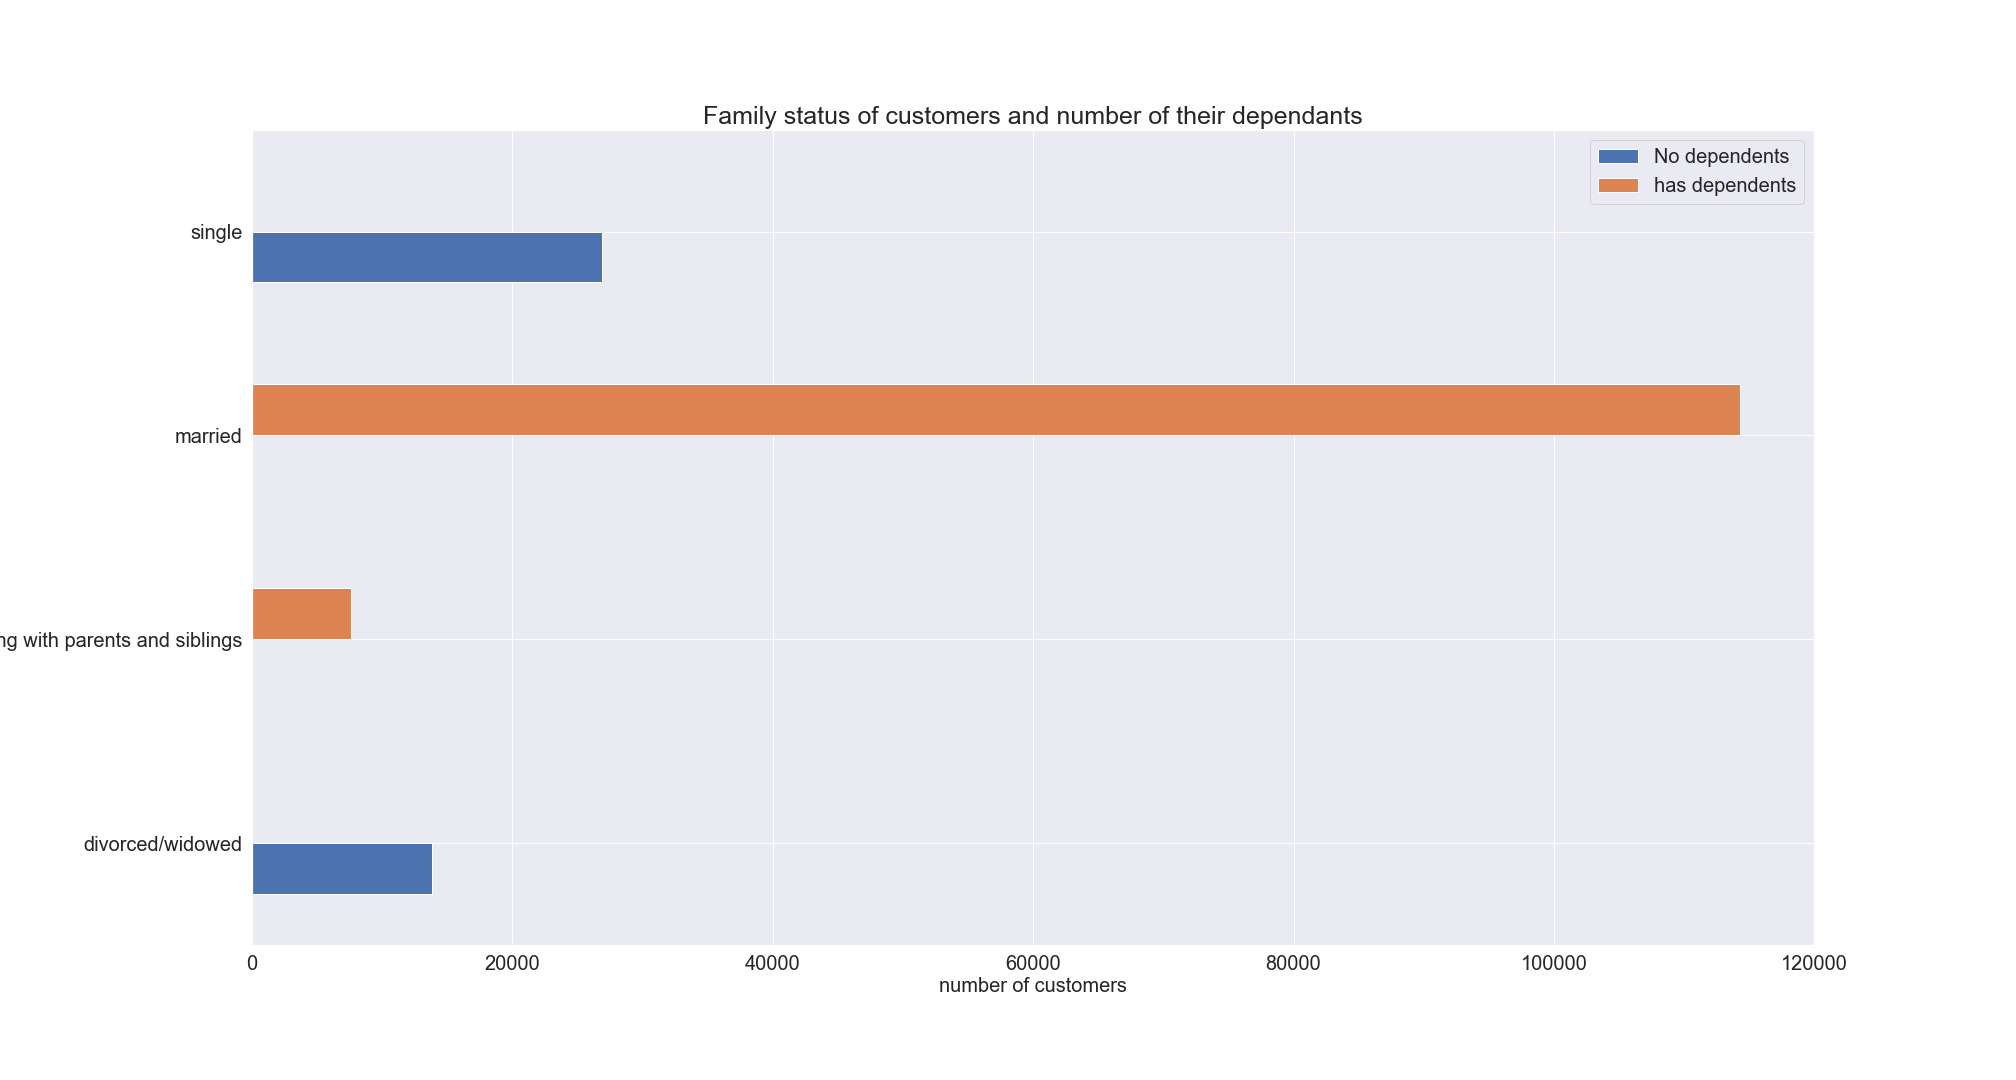 Family status of customers and number of their dependants
No dependents
has dependents
single
married
with parents and siblings
divorced/widowed
0 20000 40000 60000 80000 100000 120000
number of customers